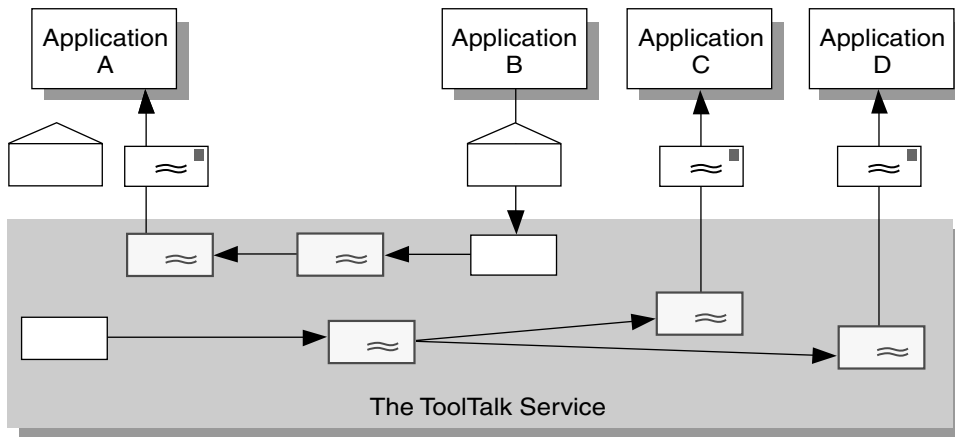 Application
A
Application
B
Application
C
Application
D
The ToolTalk Service